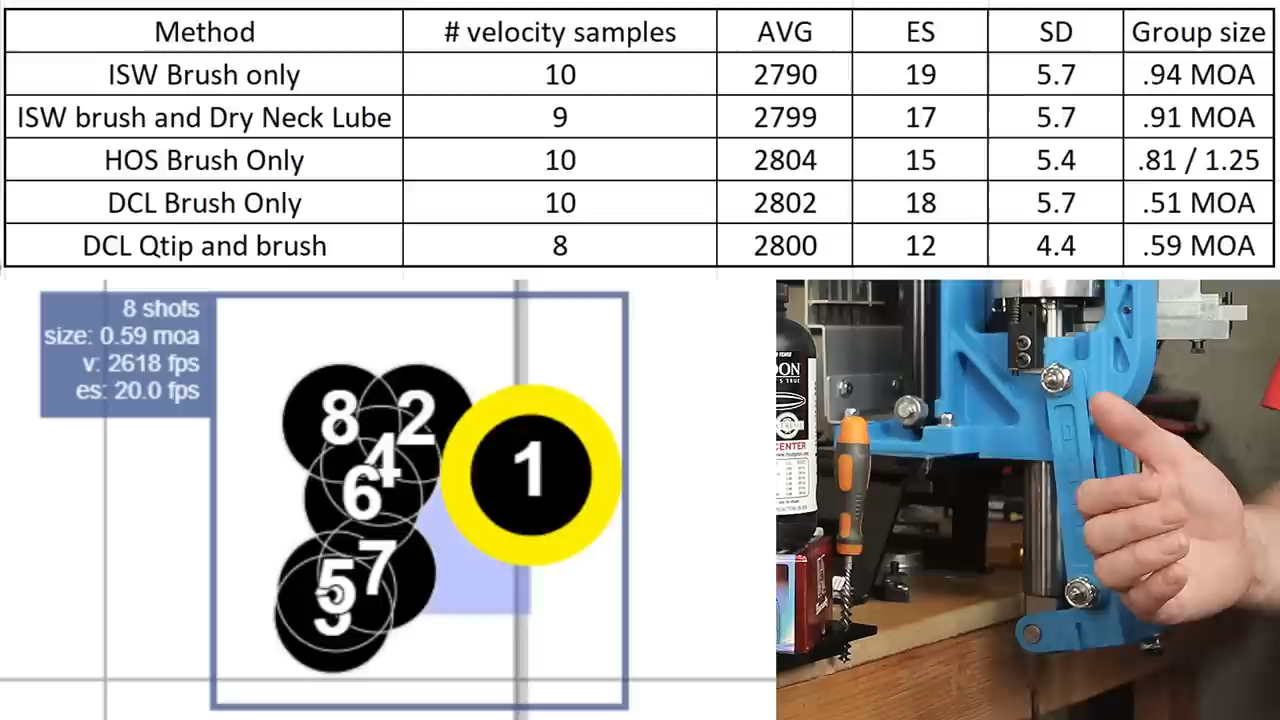 Method # velocity samples AVG ES SD Group size
ISW Brush only 10 2790 19 5.7 .94 MOA
ISW brush and Dry Neck Lube 9 2799 17 5.7 .91 MOA
HOS Brush Only 10 2804 15 5.4 .81 / 1.25
DCL Brush Only 10 2802 18 5.7 .51 MOA
DCL Qtip and brush 8 2800 12 4.4 .59 MOA
8 shots
size: 0.59 moa
v: 2618 fps
es: 20.0 fps
8 2
4
1
6
7
5
3
CENTER